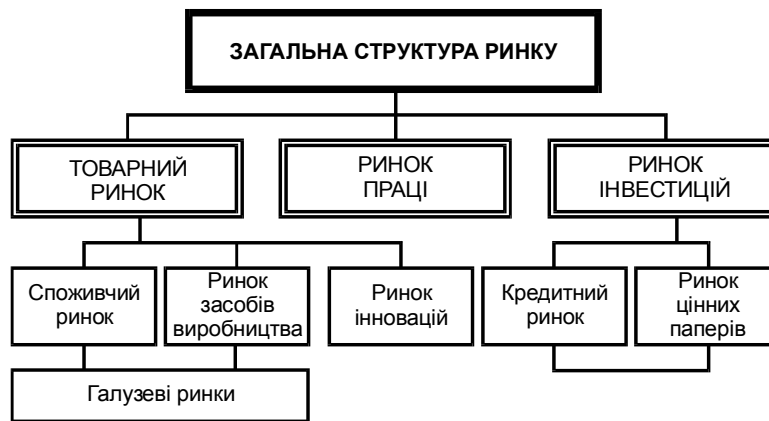 ЗАГАЛЬНА СТРУКТУРА РИНКУ
ТОВАРНИЙ
РИНОК
РИНОК
ПРАЦІ
РИНОК
ІНВЕСТИЦІЙ
Споживчий
ринок
Ринок
засобів
виробництва
Ринок
інновацій
Кредитний
ринок
Ринок
цінних
паперів
Галузеві ринки